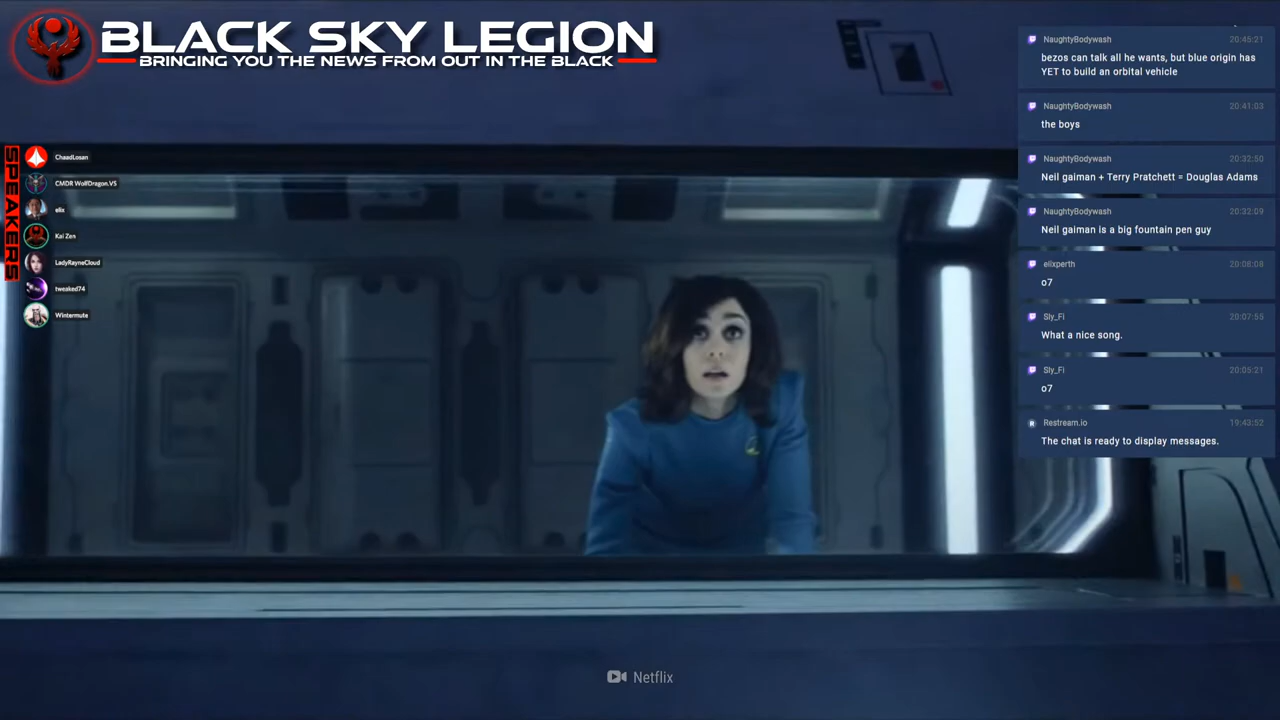 BLACK SKY LEGION
BRINGING YOU THE NEWS FROM OUT IN THE BLACK
SPEAKERS
ChaadLosan
CMDR WolfDragon.VS
elix
Kai Zen
LadyRayneCloud
tweaked74
Wintermute
NaughtyBodywash 20:45:21
bezos can talk all he wants, but blue origin has
YET to build an orbital vehicle
NaughtyBodywash 20:41:03
the boys
NaughtyBodywash 20:32:50
Neil gaiman + Terry Pratchett = Douglas Adams
NaughtyBodywash 20:32:09
Neil gaiman is a big fountain pen guy
elixperth 20:08:08
o7
Sly_Fi 20:07:55
What a nice song.
Sly_Fi 20:05:21
o7
Restream.io 19:43:52
The chat is ready to display messages.
Netflix